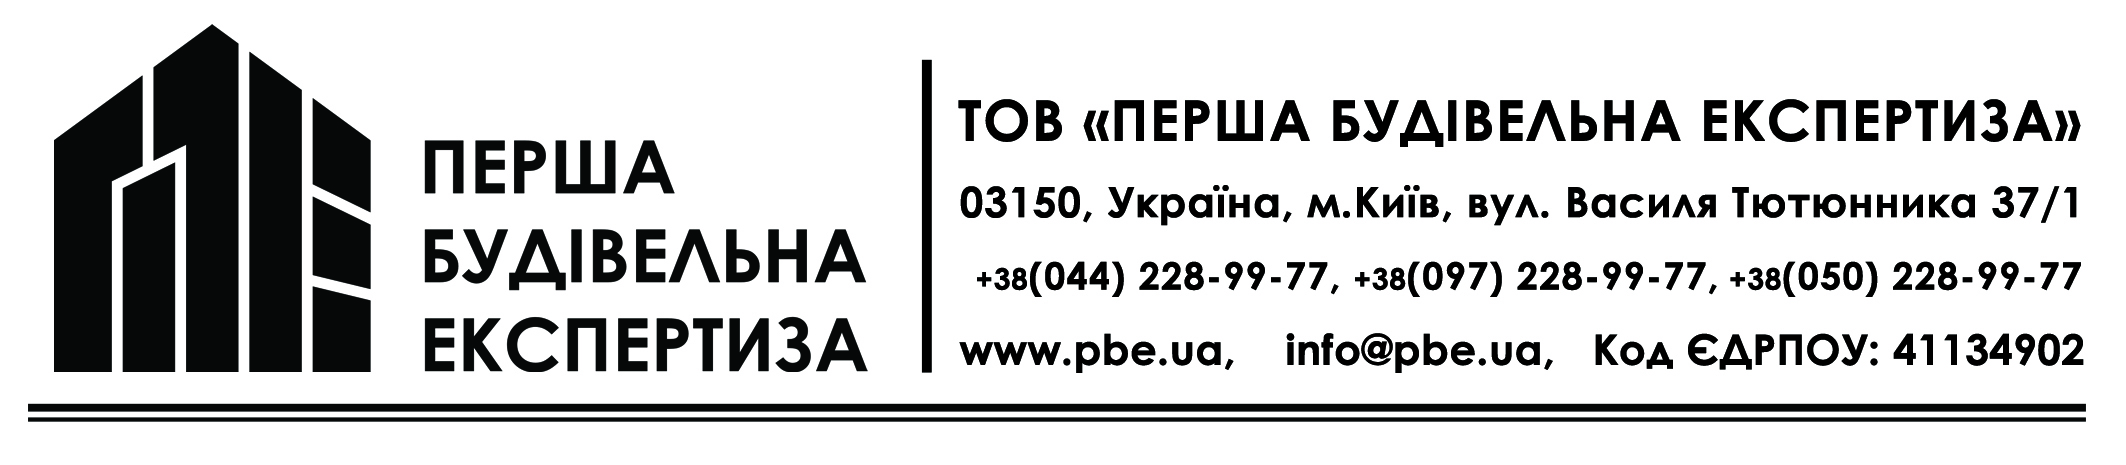 ПЕРША
БУДІВЕЛЬНА
ЕКСПЕРТИЗА
ТОВ «ПЕРША БУДІВЕЛЬНА ЕКСПЕРТИЗА»
03150, Україна, м.Київ, вул. Василя Тютюнника 37/1
+38(044) 228-99-77, +38(097) 228-99-77, +38(050) 228-99-77
www.pbe.ua, info@pbe.ua, Код ЄДРПОУ: 41134902